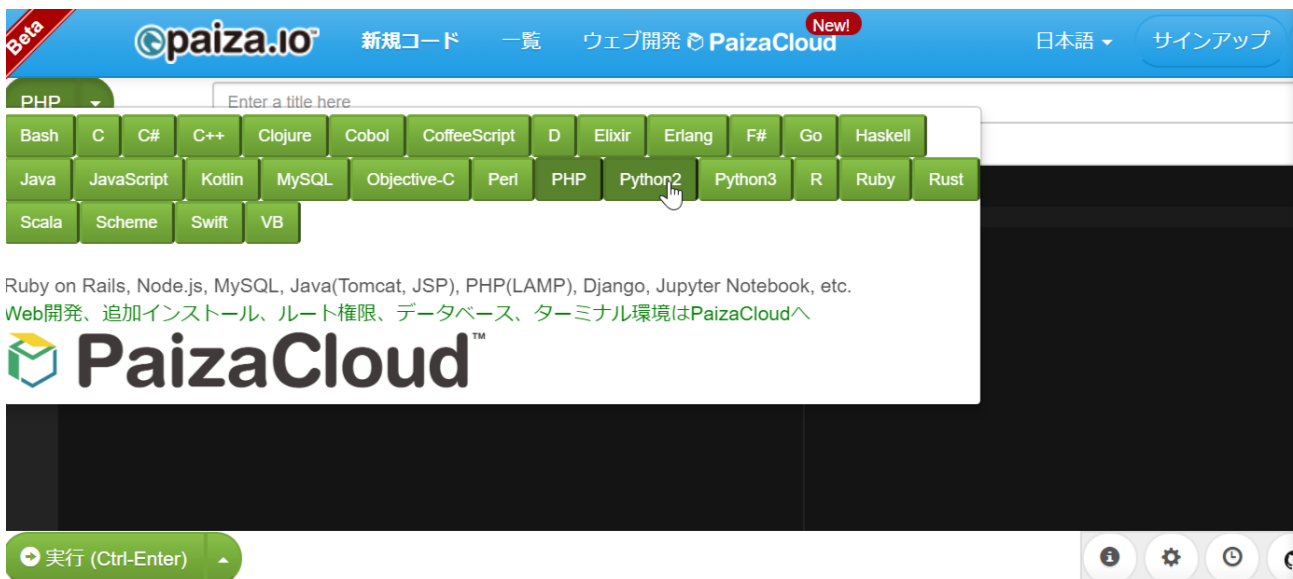 Beta
paiza.IO 新規コード 一覧 ウェブ開発 PaizaCloud New! 日本語 サインアップ
PHP Enter a title here
Bash C C# C++ Clojure Cobol CoffeeScript D Elixir Erlang F# Go Haskell
Java JavaScript Kotlin MySQL Objective-C Perl PHP Python2 Python3 R Ruby Rust
Scala Scheme Swift VB
Ruby on Rails, Node.js, MySQL, Java(Tomcat, JSP), PHP(LAMP), Django, Jupyter Notebook, etc.
Web開発、追加インストール、ルート権限、データベース、ターミナル環境はPaizaCloudへ
PaizaCloud™
実行 (Ctrl-Enter)